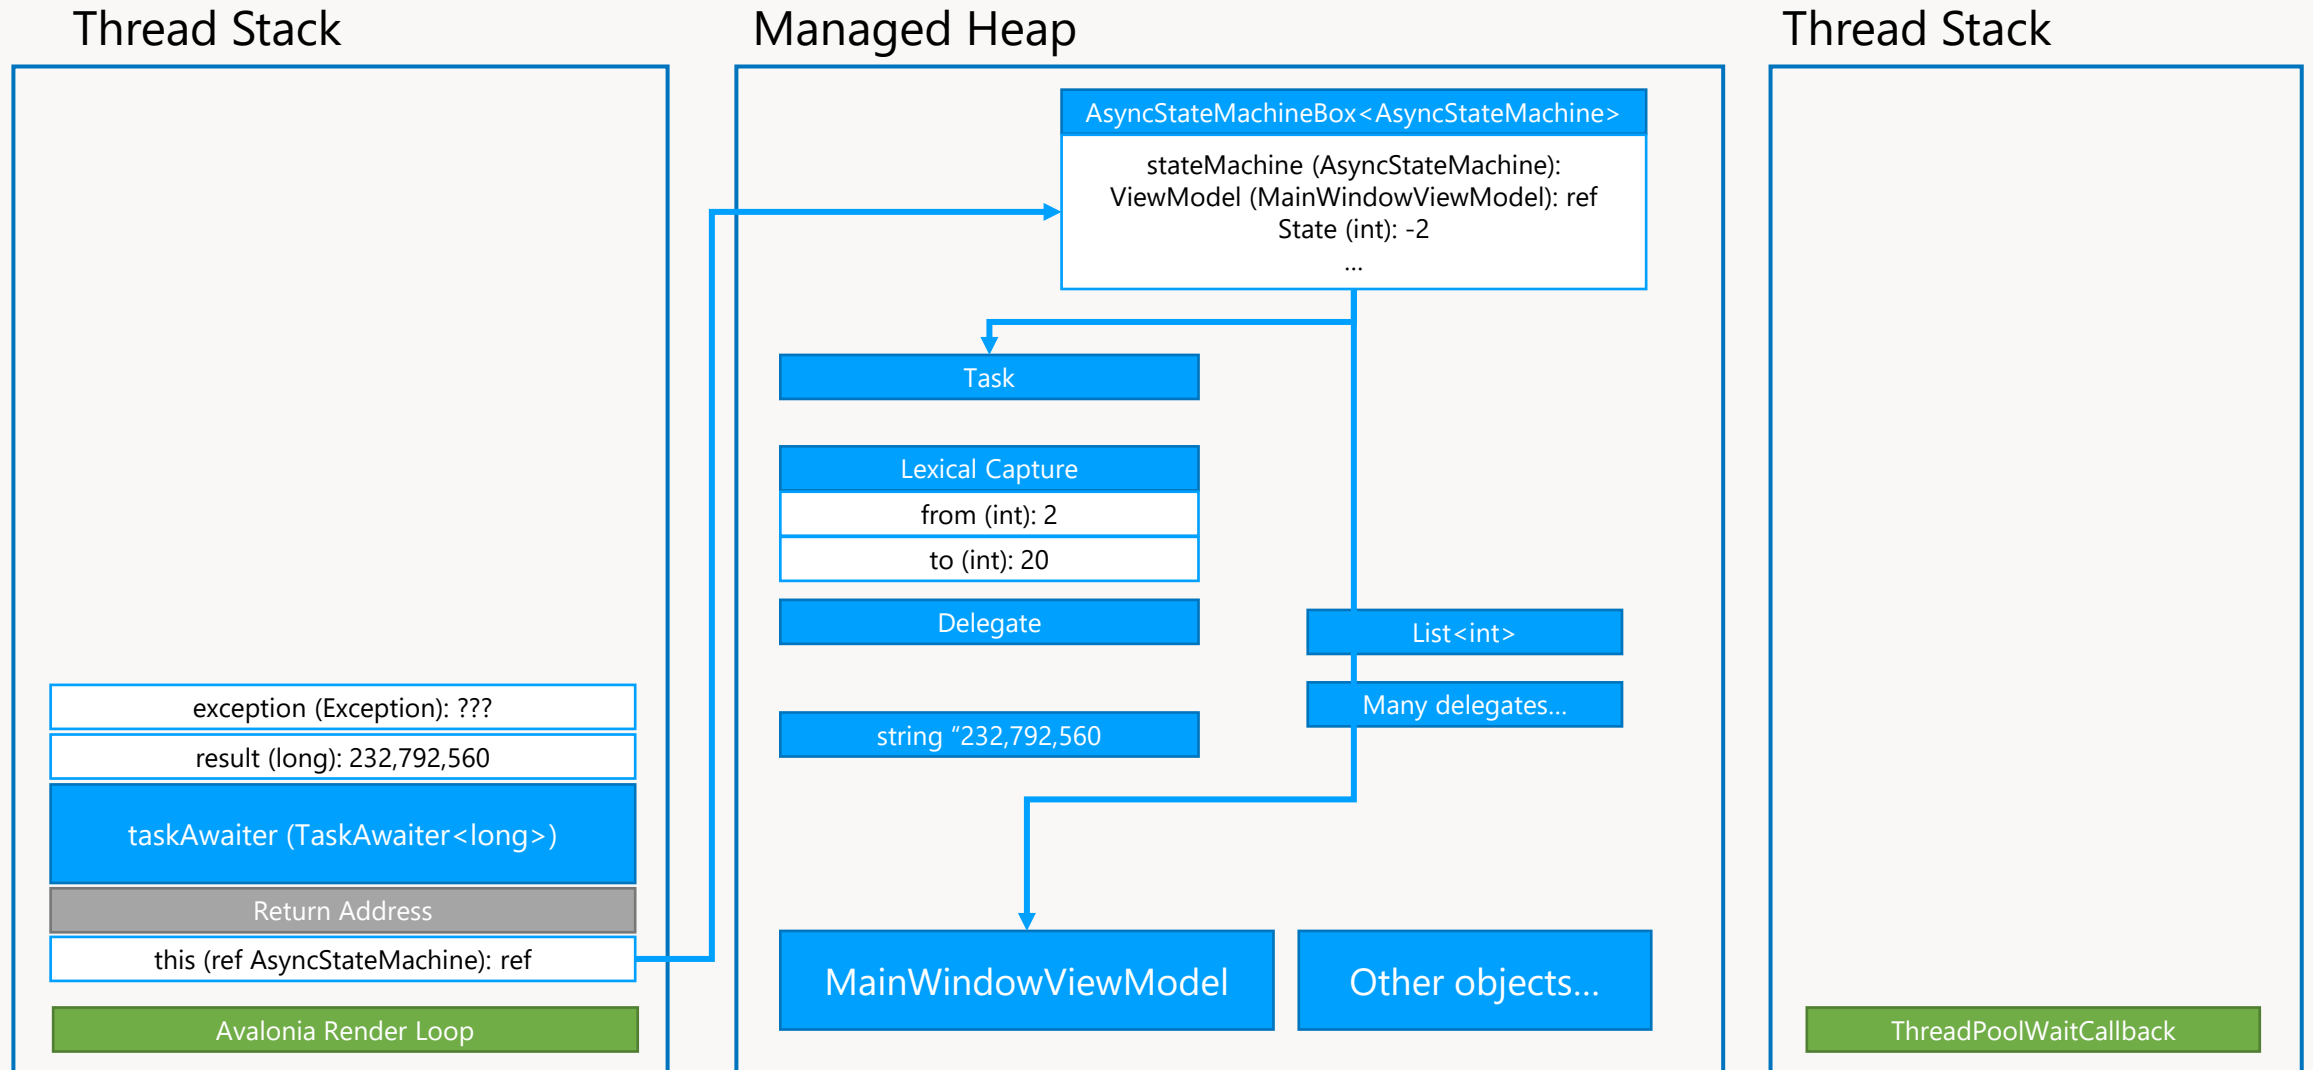 Thread Stack
exception (Exception): ???
result (long): 232,792,560
taskAwaiter (TaskAwaiter<long>)
Return Address
this (ref AsyncStateMachine): ref
Avalonia Render Loop
Managed Heap
AsyncStateMachineBox<AsyncStateMachine>
stateMachine (AsyncStateMachine):
ViewModel (MainWindowViewModel): ref
State (int): -2
...
Task
Lexical Capture
from (int): 2
to (int): 20
Delegate
List<int>
Many delegates...
string “232,792,560
MainWindowViewModel
Other objects...
Thread Stack
ThreadPoolWaitCallback